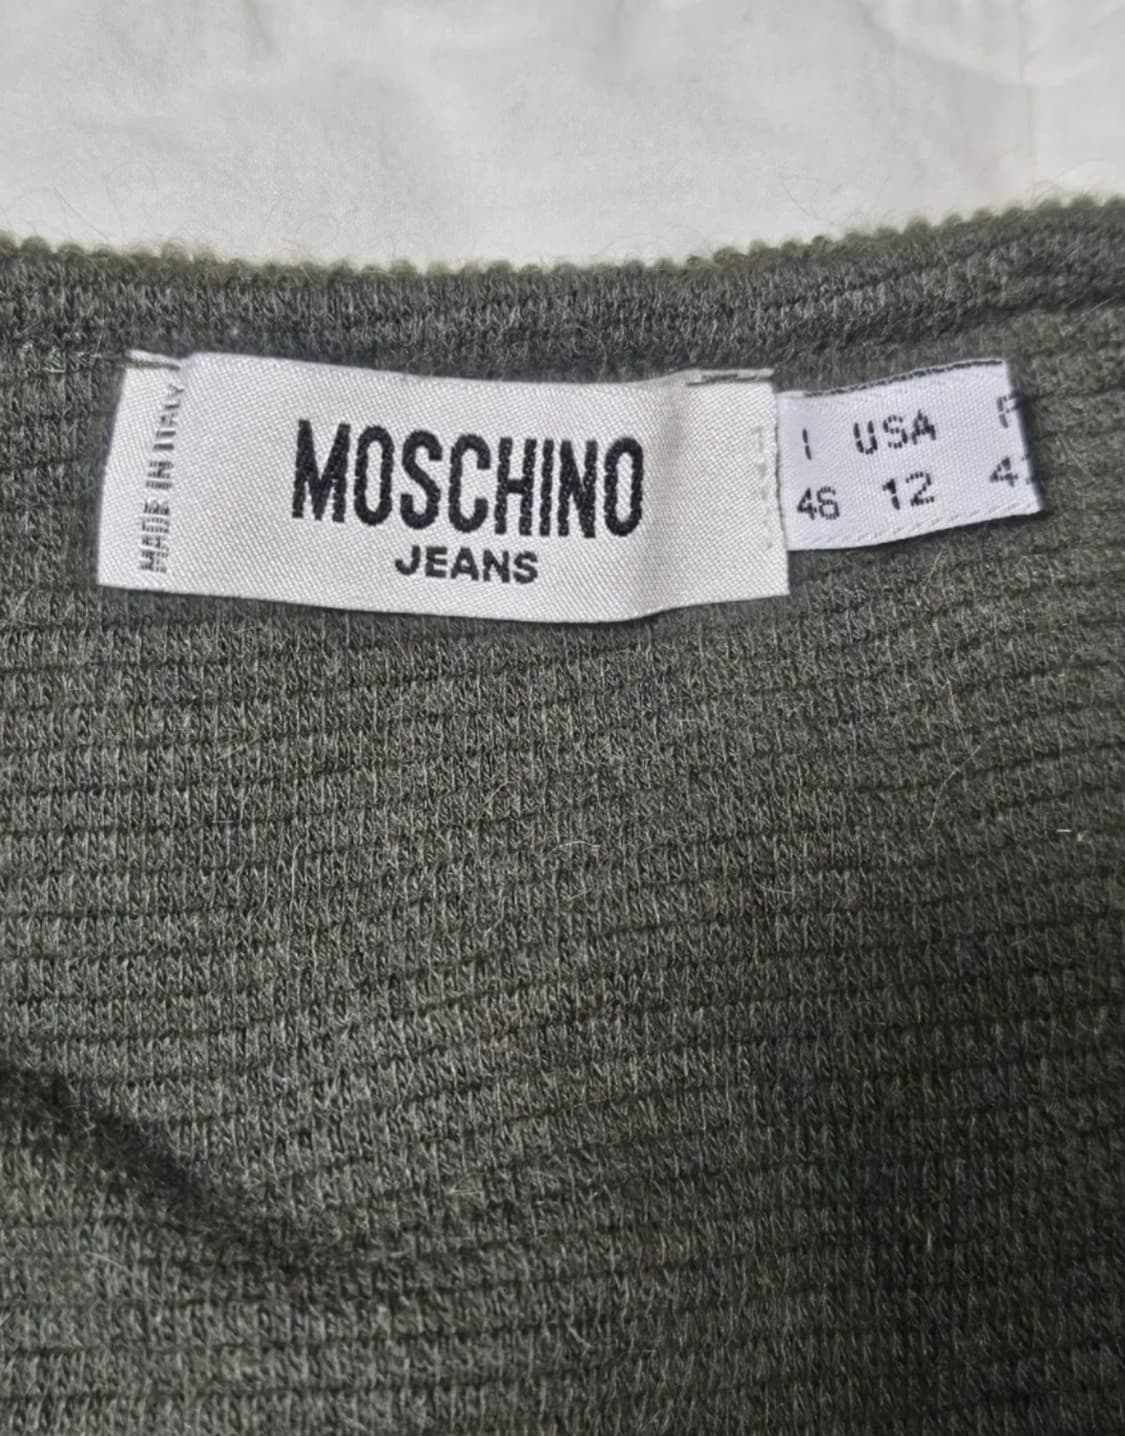 MADE IN ITALY
MOSCHINO
JEANS
I USA F
46 12